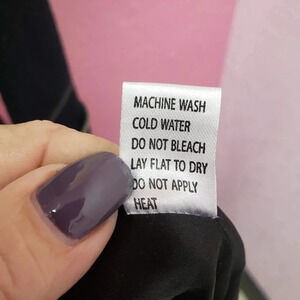 MACHINE WASH
COLD WATER
DO NOT BLEACH
LAY FLAT TO DRY
DO NOT APPLY
HEAT